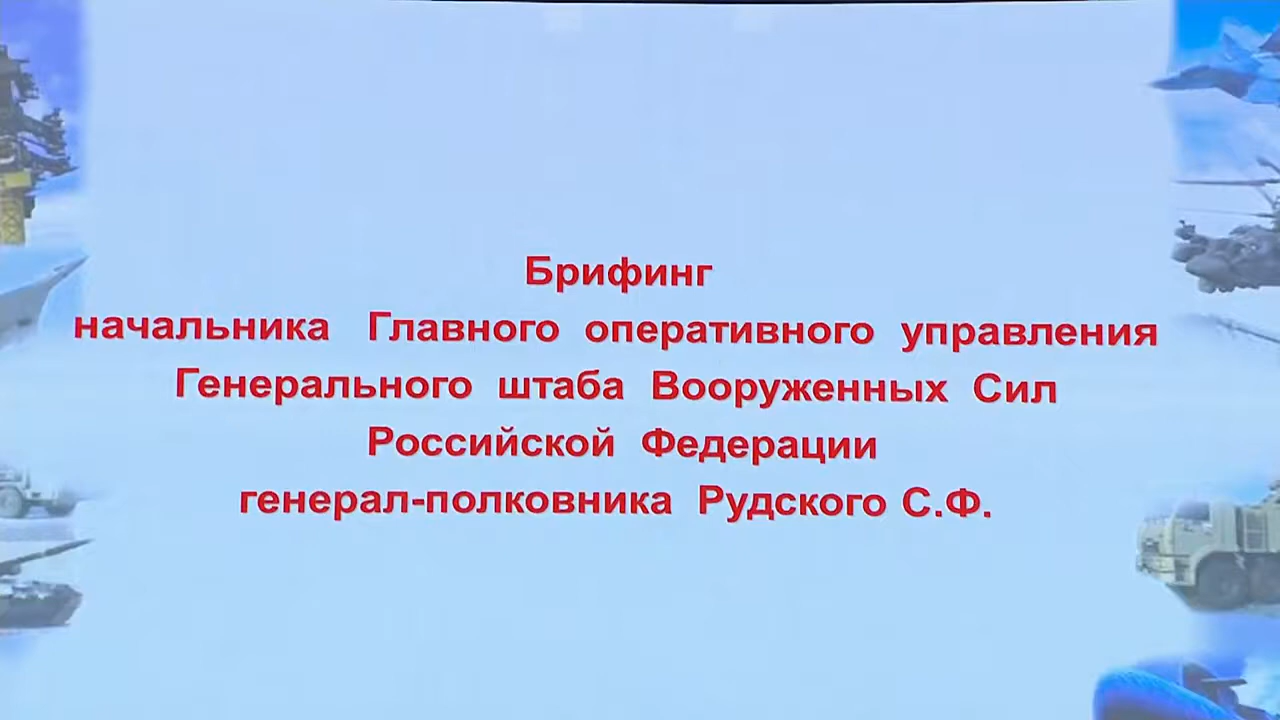 Брифинг
начальника Главного оперативного управления
Генерального штаба Вооруженных Сил
Российской Федерации
генерал-полковника Рудского С.Ф.